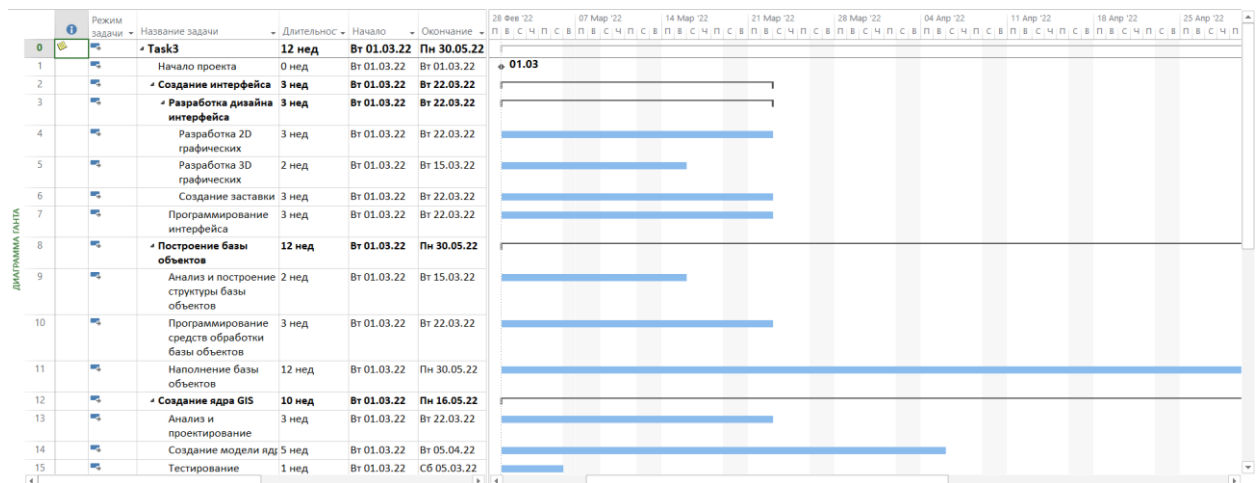 Режим задачи Название задачи Длительнос Начало Окончание
28 Фев '22 07 Мар '22 14 Мар '22 21 Мар '22 28 Мар '22 04 Апр '22 11 Апр '22 18 Апр '22 25 Апр '22
П В С Ч П С В П В С Ч П С В П В С Ч П С В П В С Ч П С В П В С Ч П С В П В С Ч П С В П В С Ч П С В П В С Ч П С В П В С Ч П
ДИАГРАММА ГАНТА
0 Task3 12 нед Вт 01.03.22 Пн 30.05.22
1 Начало проекта 0 нед Вт 01.03.22 Вт 01.03.22 01.03
2 Создание интерфейса 3 нед Вт 01.03.22 Вт 22.03.22
3 Разработка дизайна 3 нед Вт 01.03.22 Вт 22.03.22
интерфейса
4 Разработка 2D 3 нед Вт 01.03.22 Вт 22.03.22
графических
5 Разработка 3D 2 нед Вт 01.03.22 Вт 15.03.22
графических
6 Создание заставки 3 нед Вт 01.03.22 Вт 22.03.22
7 Программирование 3 нед Вт 01.03.22 Вт 22.03.22
интерфейса
8 Построение базы 12 нед Вт 01.03.22 Пн 30.05.22
объектов
9 Анализ и построение 2 нед Вт 01.03.22 Вт 15.03.22
структуры базы
объектов
10 Программирование 3 нед Вт 01.03.22 Вт 22.03.22
средств обработки
базы объектов
11 Наполнение базы 12 нед Вт 01.03.22 Пн 30.05.22
объектов
12 Создание ядра GIS 10 нед Вт 01.03.22 Пн 16.05.22
13 Анализ и 3 нед Вт 01.03.22 Вт 22.03.22
проектирование
14 Создание модели яд 5 нед Вт 01.03.22 Вт 05.04.22
15 Тестирование 1 нед Вт 01.03.22 Сб 05.03.22